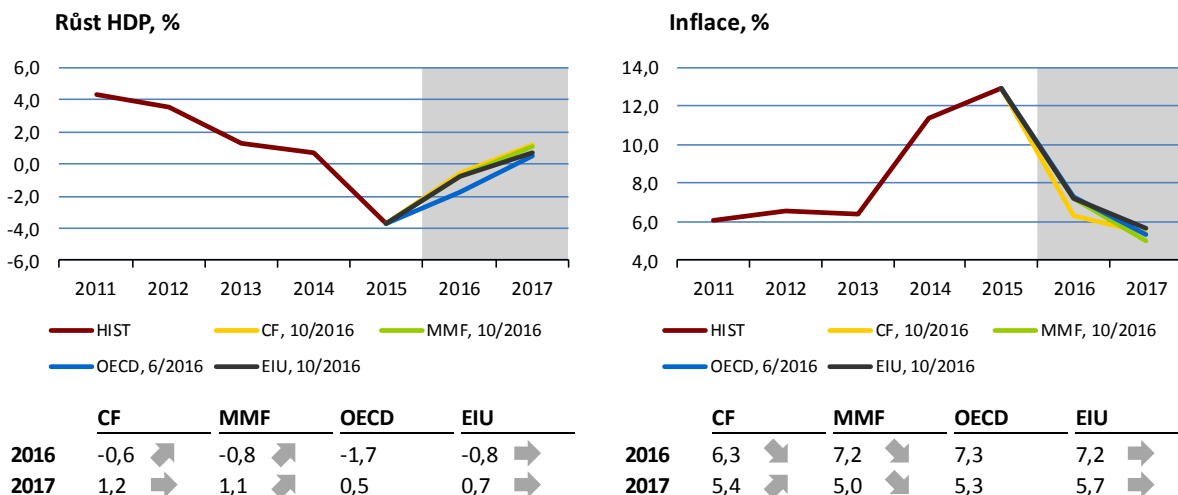 Růst HDP, %
6,0
4,0
2,0
0,0
-2,0
-4,0
-6,0
2011 2012 2013 2014 2015 2016 2017
HIST CF, 10/2016 MMF, 10/2016
OECD, 6/2016 EIU, 10/2016
CF MMF OECD EIU
2016 -0,6 -0,8 -1,7 -0,8
2017 1,2 1,1 0,5 0,7
Inflace, %
14,0
12,0
10,0
8,0
6,0
4,0
2011 2012 2013 2014 2015 2016 2017
HIST CF, 10/2016 MMF, 10/2016
OECD, 6/2016 EIU, 10/2016
CF MMF OECD EIU
2016 6,3 7,2 7,3 7,2
2017 5,4 5,0 5,3 5,7